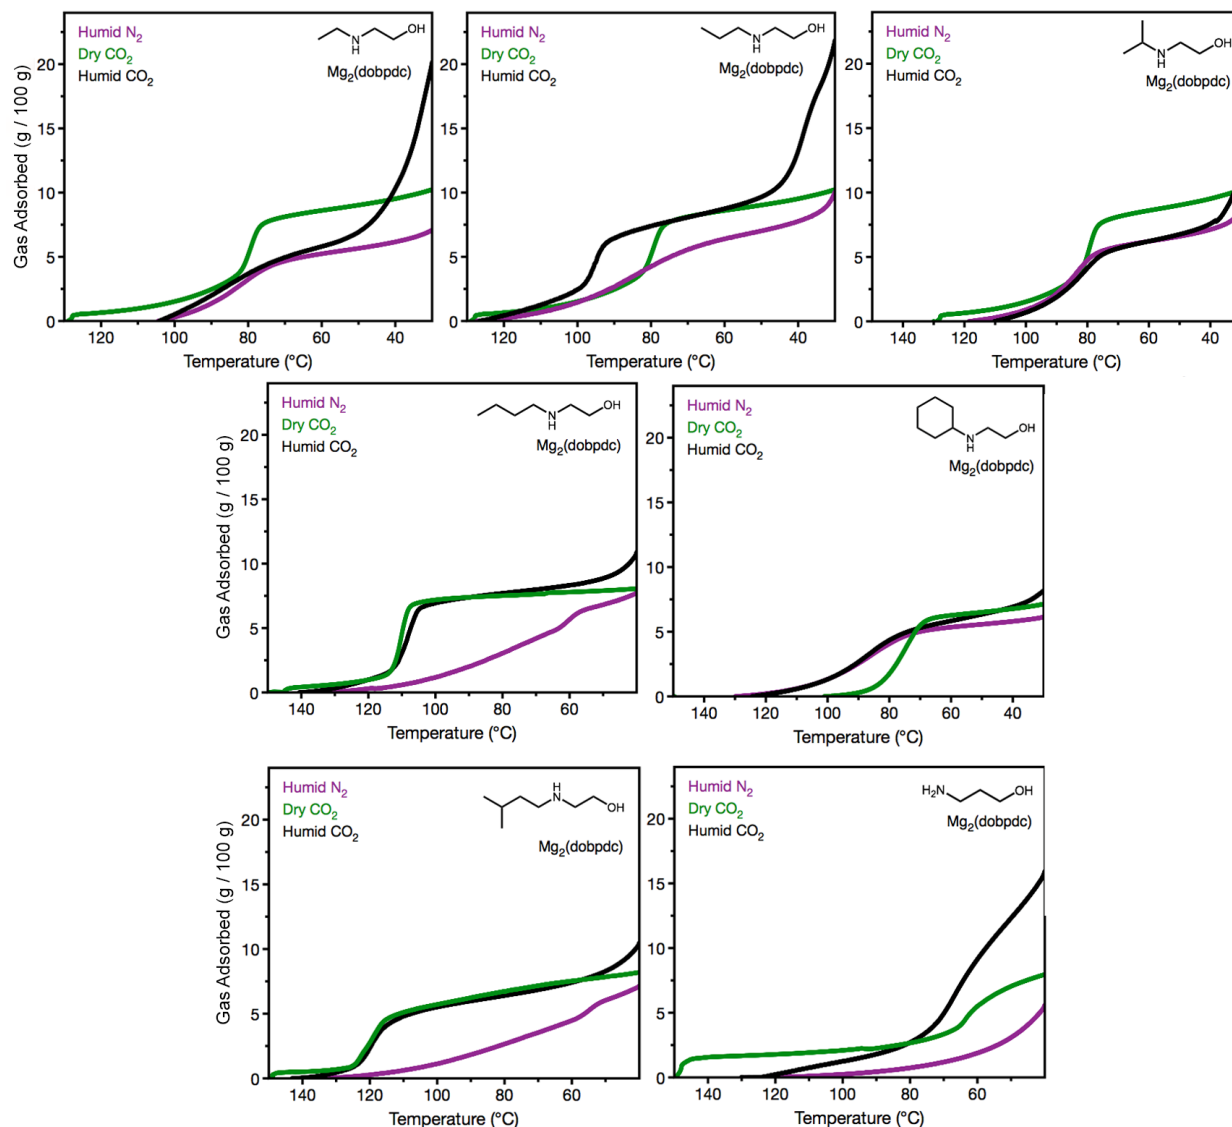 Humid N2
Dry CO2
Humid CO2
NH
OH
Mg2(dobpdc)
Gas Adsorbed (g / 100 g)
20
15
10
5
0
120 100 80 60 40
Temperature (°C)
Humid N2
Dry CO2
Humid CO2
N
H
OH
Mg2(dobpdc)
20
15
10
5
0
120 100 80 60 40
Temperature (°C)
Humid N2
Dry CO2
Humid CO2
N
H
OH
Mg2(dobpdc)
20
15
10
5
0
140 120 100 80 60 40
Temperature (°C)
Humid N2
Dry CO2
Humid CO2
N
H
OH
Mg2(dobpdc)
Gas Adsorbed (g / 100 g)
20
15
10
5
0
140 120 100 80 60
Temperature (°C)
Humid N2
Dry CO2
Humid CO2
N
H
OH
Mg2(dobpdc)
20
15
10
5
0
140 120 100 80 60 40
Temperature (°C)
Humid N2
Dry CO2
Humid CO2
H
N
OH
Mg2(dobpdc)
Gas Adsorbed (g / 100 g)
20
15
10
5
0
140 120 100 80 60
Temperature (°C)
Humid N2
Dry CO2
Humid CO2
H2N
OH
Mg2(dobpdc)
20
15
10
5
0
140 120 100 80 60
Temperature (°C)